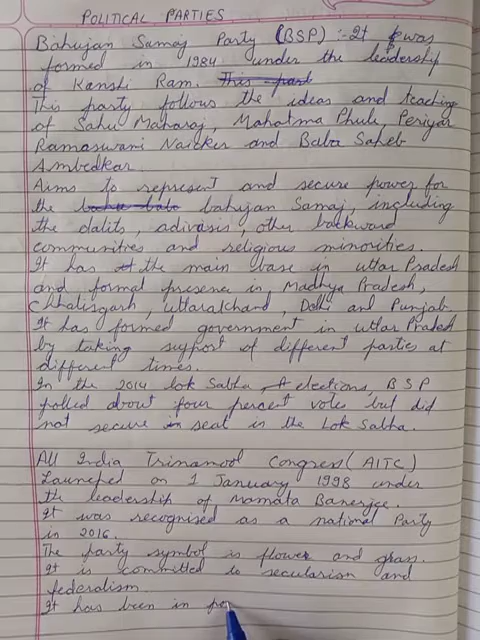 POLITICAL PARTIES
Bahujan Samaj Party (BSP) :- It was
formed in 1984 under the leadership
of Kanshi Ram. This part
This party follows the ideas and teaching
of Sahu Maharaj, Mahatma Phule, Periyar
Ramaswami Naicker and Baba Saheb
Ambedkar.
Aims to represent and secure power for
the bahujan Samaj, including
the dalits, adivasis, other backward
communities and religious minorities.
It has the main base in Uttar Pradesh
and formal presence in, Madhya Pradesh,
Chhatisgarh, Uttarakhand, Delhi and Punjab.
It has formed government in Uttar Pradesh
by taking support of different parties at
different times.
In the 2014 lok Sabha elections, BSP
polled about four percent votes but did
not secure seat in the Lok Sabha.
All India Trinamool Congress (AITC)
Launched on 1 January 1998 under
the leadership of Mamata Banerjee.
It was recognised as a national Party
in 2016.
The party symbol is flower and grass.
It is committed to secularism and
federalism.
It has been in po